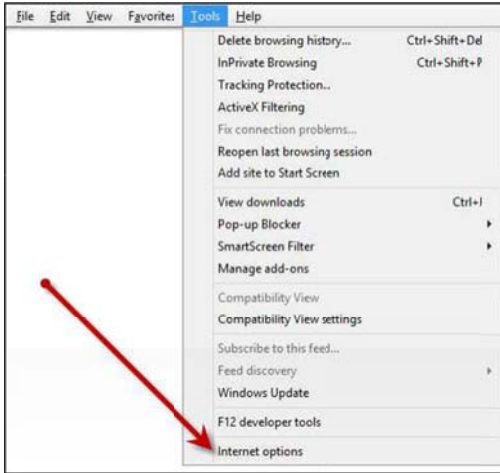 File Edit View Favorites Tools Help
Delete browsing history... Ctrl+Shift+Del
InPrivate Browsing Ctrl+Shift+P
Tracking Protection...
ActiveX Filtering
Fix connection problems...
Reopen last browsing session
Add site to Start Screen
View downloads Ctrl+J
Pop-up Blocker
SmartScreen Filter
Manage add-ons
Compatibility View
Compatibility View settings
Subscribe to this feed...
Feed discovery
Windows Update
F12 developer tools
Internet options